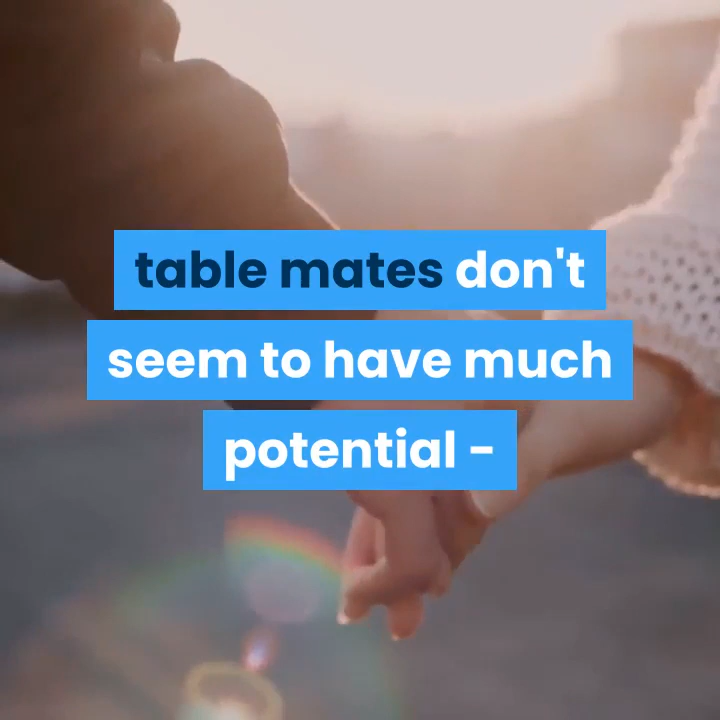 table mates don't
seem to have much
potential -